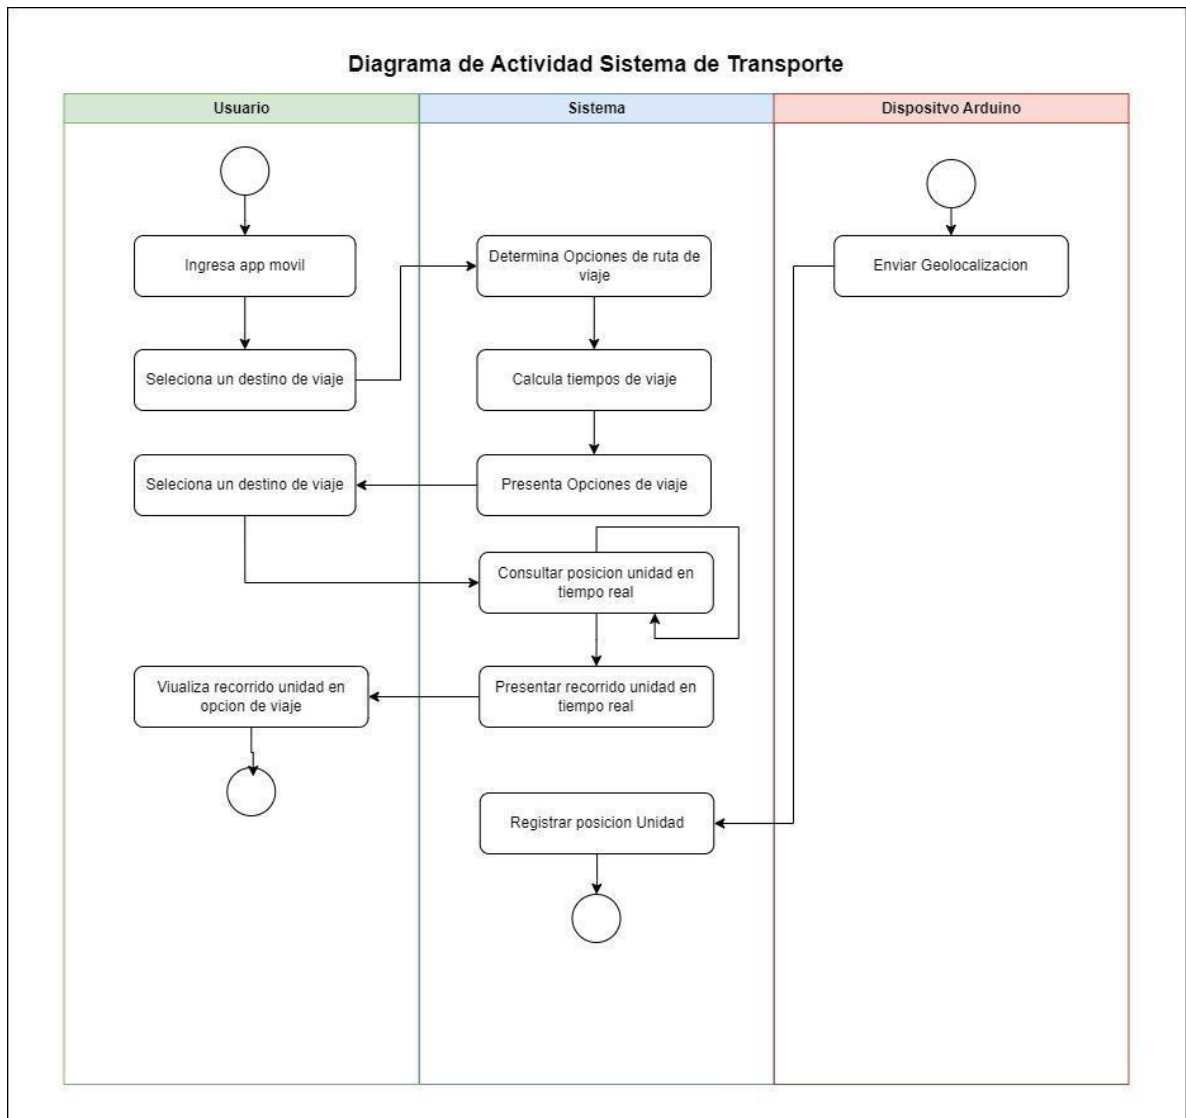 Diagrama de Actividad Sistema de Transporte
Usuario
Sistema
Dispositvo Arduino
Ingresa app movil
Determina Opciones de ruta de
viaje
Enviar Geolocalizacion
Seleciona un destino de viaje
Calcula tiempos de viaje
Seleciona un destino de viaje
Presenta Opciones de viaje
Consultar posicion unidad en
tiempo real
Viualiza recorrido unidad en
opcion de viaje
Presentar recorrido unidad en
tiempo real
Registrar posicion Unidad